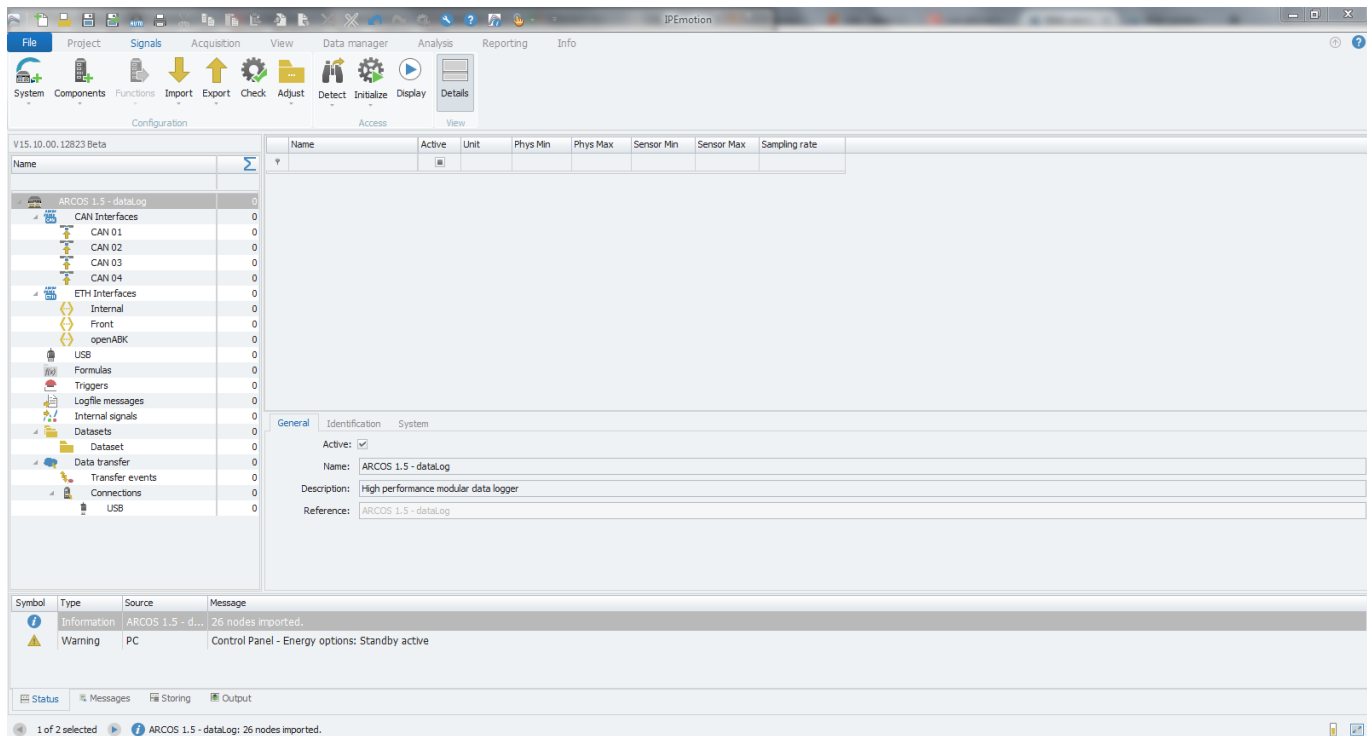 IPEmotion
File Project Signals Acquisition View Data manager Analysis Reporting Info
AUTO
System Components Functions Import Export Check Adjust Detect Initialize Display Details
Configuration Access View
V15.10.00.12823 Beta
Name Σ
Name Active Unit Phys Min Phys Max Sensor Min Sensor Max Sampling rate
ARCOS 1.5 - dataLog 0
CAN Interfaces 0
CAN 01 0
CAN 02 0
CAN 03 0
CAN 04 0
ETH Interfaces 0
Internal 0
Front 0
openABK 0
USB 0
f(x) Formulas 0
Triggers 0
Logfile messages 0
Internal signals 0
Datasets 0
Dataset 0
Data transfer 0
Transfer events 0
Connections 0
USB 0
General Identification System
Active:
Name: ARCOS 1.5 - dataLog
Description: High performance modular data logger
Reference: ARCOS 1.5 - dataLog
Symbol Type Source Message
Information ARCOS 1.5 - d... 26 nodes imported.
Warning PC Control Panel - Energy options: Standby active
Status Messages Storing Output
1 of 2 selected ARCOS 1.5 - dataLog: 26 nodes imported.